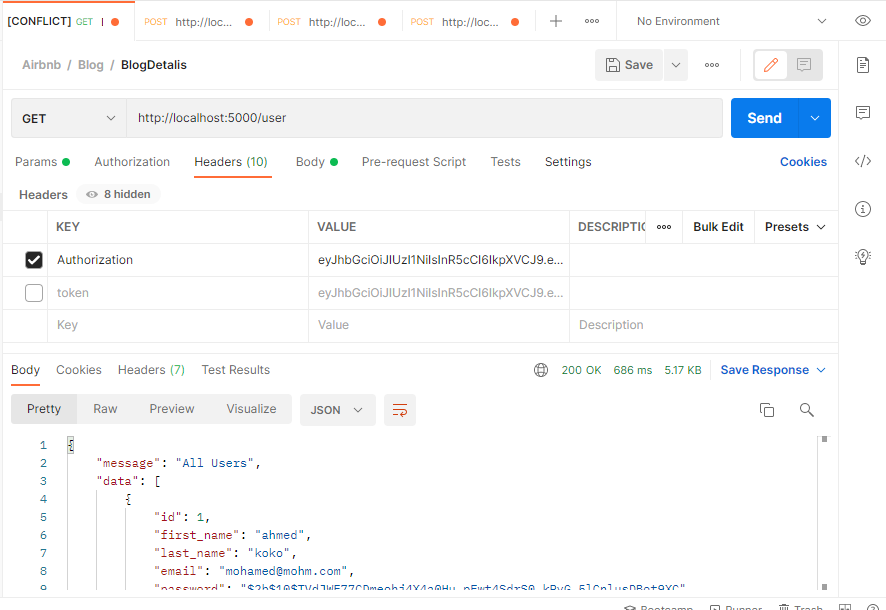 [CONFLICT] GET
POST http://loc...
POST http://loc...
POST http://loc...
No Environment
Airbnb / Blog / BlogDetalis
Save
GET http://localhost:5000/user Send
Params Authorization Headers (10) Body Pre-request Script Tests Settings Cookies
Headers 8 hidden
KEY VALUE DESCRIPTIO Bulk Edit Presets
Authorization eyJhbGciOiJIUzI1NiIsInR5cCI6IkpXVCJ9.e...
token eyJhbGciOiJIUzI1NiIsInR5cCI6IkpXVCJ9.e...
Key Value Description
Body Cookies Headers (7) Test Results 200 OK 686 ms 5.17 KB Save Response
Pretty Raw Preview Visualize JSON
1 {
2 "message": "All Users",
3 "data": [
4 {
5 "id": 1,
6 "first_name": "ahmed",
7 "last_name": "koko",
8 "email": "mohamed@mohm.com",
9 "password":
Bootcamp Runner Trash